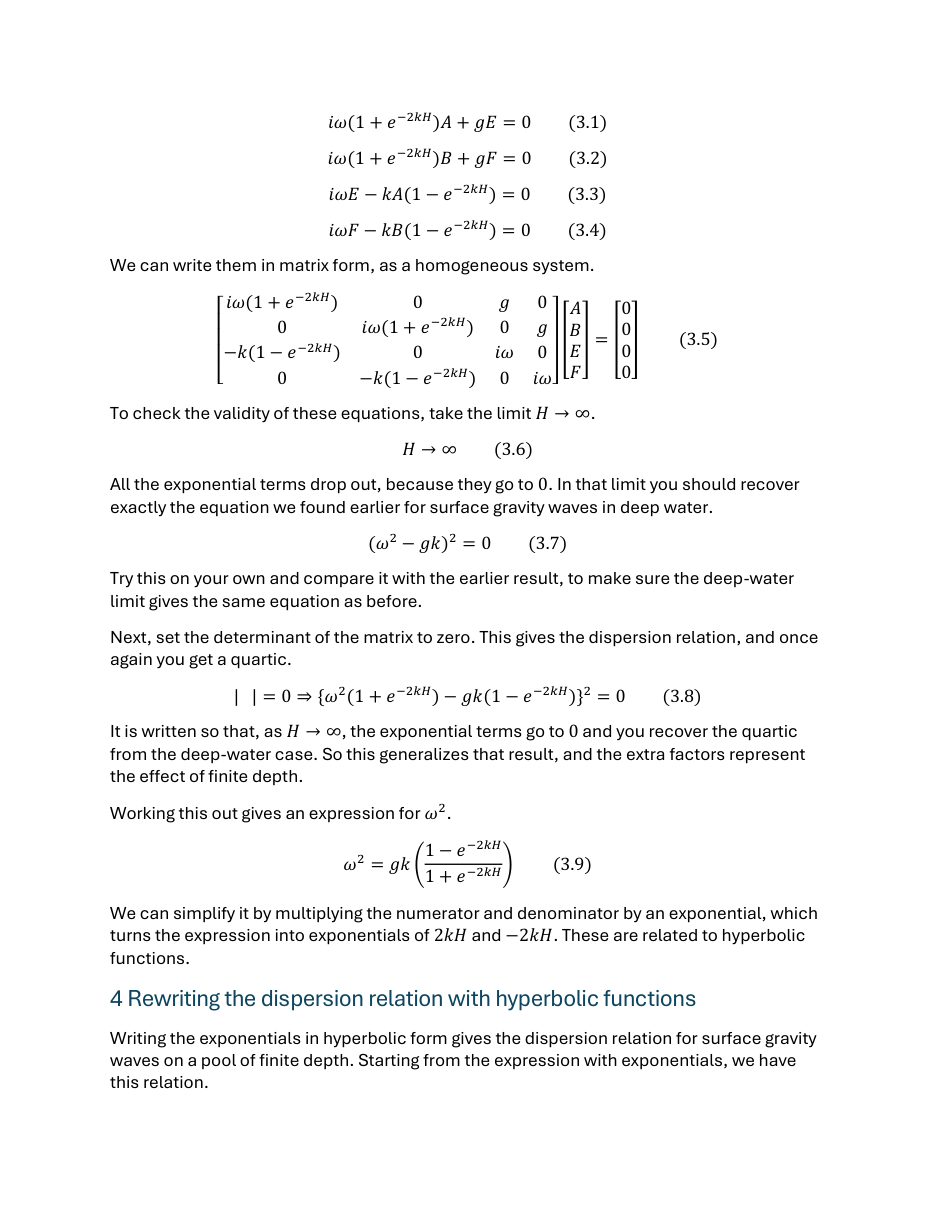 iω(1 + e^{−2kH})A + gE = 0 (3.1)
iω(1 + e^{−2kH})B + gF = 0 (3.2)
iωE − kA(1 − e^{−2kH}) = 0 (3.3)
iωF − kB(1 − e^{−2kH}) = 0 (3.4)
We can write them in matrix form, as a homogeneous system.
[iω(1 + e^{−2kH}) 0 g 0; 0 iω(1 + e^{−2kH}) 0 g; −k(1 − e^{−2kH}) 0 iω 0; 0 −k(1 − e^{−2kH}) 0 iω] [A; B; E; F] = [0; 0; 0; 0] (3.5)
To check the validity of these equations, take the limit H → ∞.
H → ∞ (3.6)
All the exponential terms drop out, because they go to 0. In that limit you should recover
exactly the equation we found earlier for surface gravity waves in deep water.
(ω² − gk)² = 0 (3.7)
Try this on your own and compare it with the earlier result, to make sure the deep-water
limit gives the same equation as before.
Next, set the determinant of the matrix to zero. This gives the dispersion relation, and once
again you get a quartic.
| | = 0 ⇒ {ω²(1 + e^{−2kH}) − gk(1 − e^{−2kH})}² = 0 (3.8)
It is written so that, as H → ∞, the exponential terms go to 0 and you recover the quartic
from the deep-water case. So this generalizes that result, and the extra factors represent
the effect of finite depth.
Working this out gives an expression for ω².
ω² = gk((1 − e^{−2kH})/(1 + e^{−2kH})) (3.9)
We can simplify it by multiplying the numerator and denominator by an exponential, which
turns the expression into exponentials of 2kH and −2kH. These are related to hyperbolic
functions.
4 Rewriting the dispersion relation with hyperbolic functions
Writing the exponentials in hyperbolic form gives the dispersion relation for surface gravity
waves on a pool of finite depth. Starting from the expression with exponentials, we have
this relation.